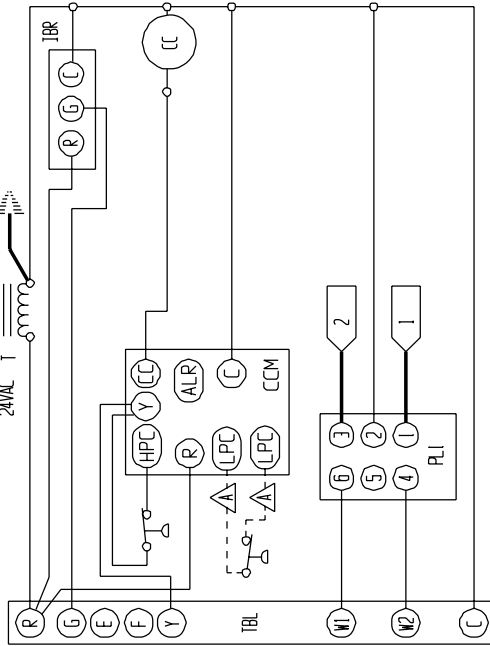 24VAC T
IBR
R G C
CC
HPC Y CC
R ALR
LPC C
LPC
CCM
A
A
6 3
5 2
4 1
PL1
2
1
R
G
E
F
Y
TBL
W1
W2
C